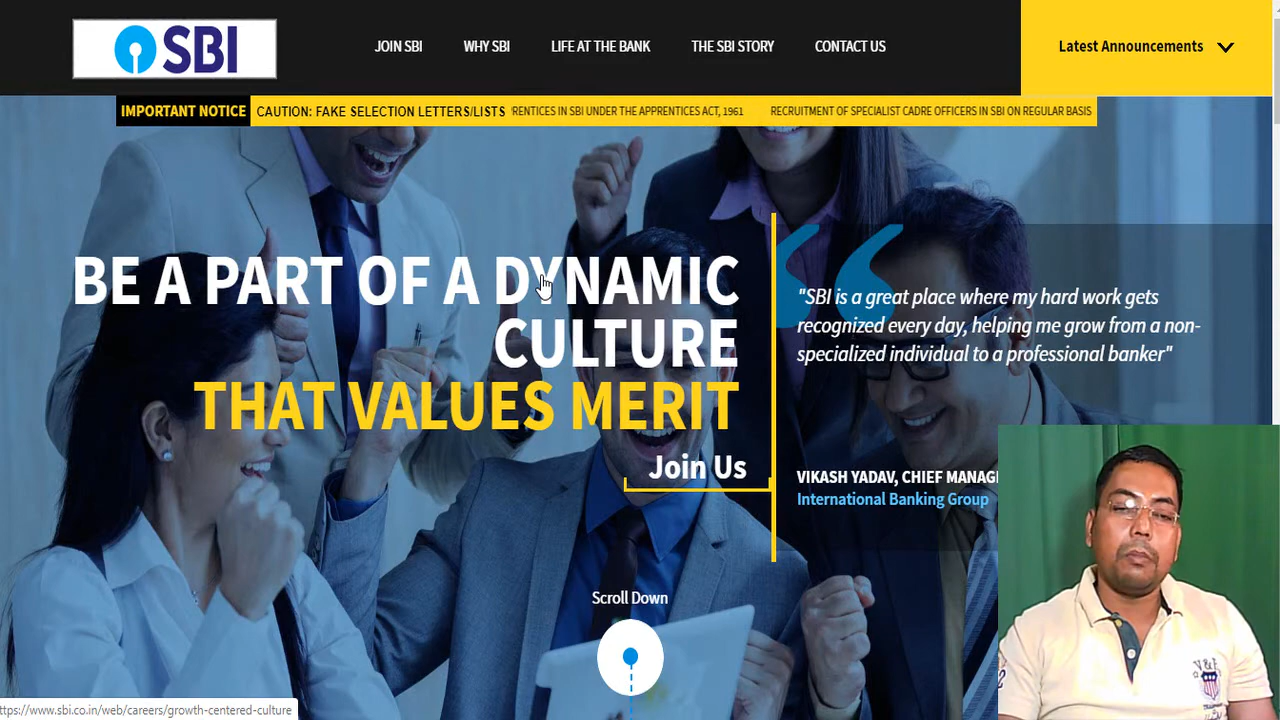 SBI
JOIN SBI
WHY SBI
LIFE AT THE BANK
THE SBI STORY
CONTACT US
Latest Announcements
IMPORTANT NOTICE
CAUTION: FAKE SELECTION LETTERS/LISTS
'RENTICES IN SBI UNDER THE APPRENTICES ACT, 1961
RECRUITMENT OF SPECIALIST CADRE OFFICERS IN SBI ON REGULAR BASIS
BE A PART OF A DYNAMIC
CULTURE
THAT VALUES MERIT
Join Us
"SBI is a great place where my hard work gets
recognized every day, helping me grow from a non-
specialized individual to a professional banker"
VIKASH YADAV, CHIEF MANAG
International Banking Group
Scroll Down
ttps://www.sbi.co.in/web/careers/growth-centered-culture